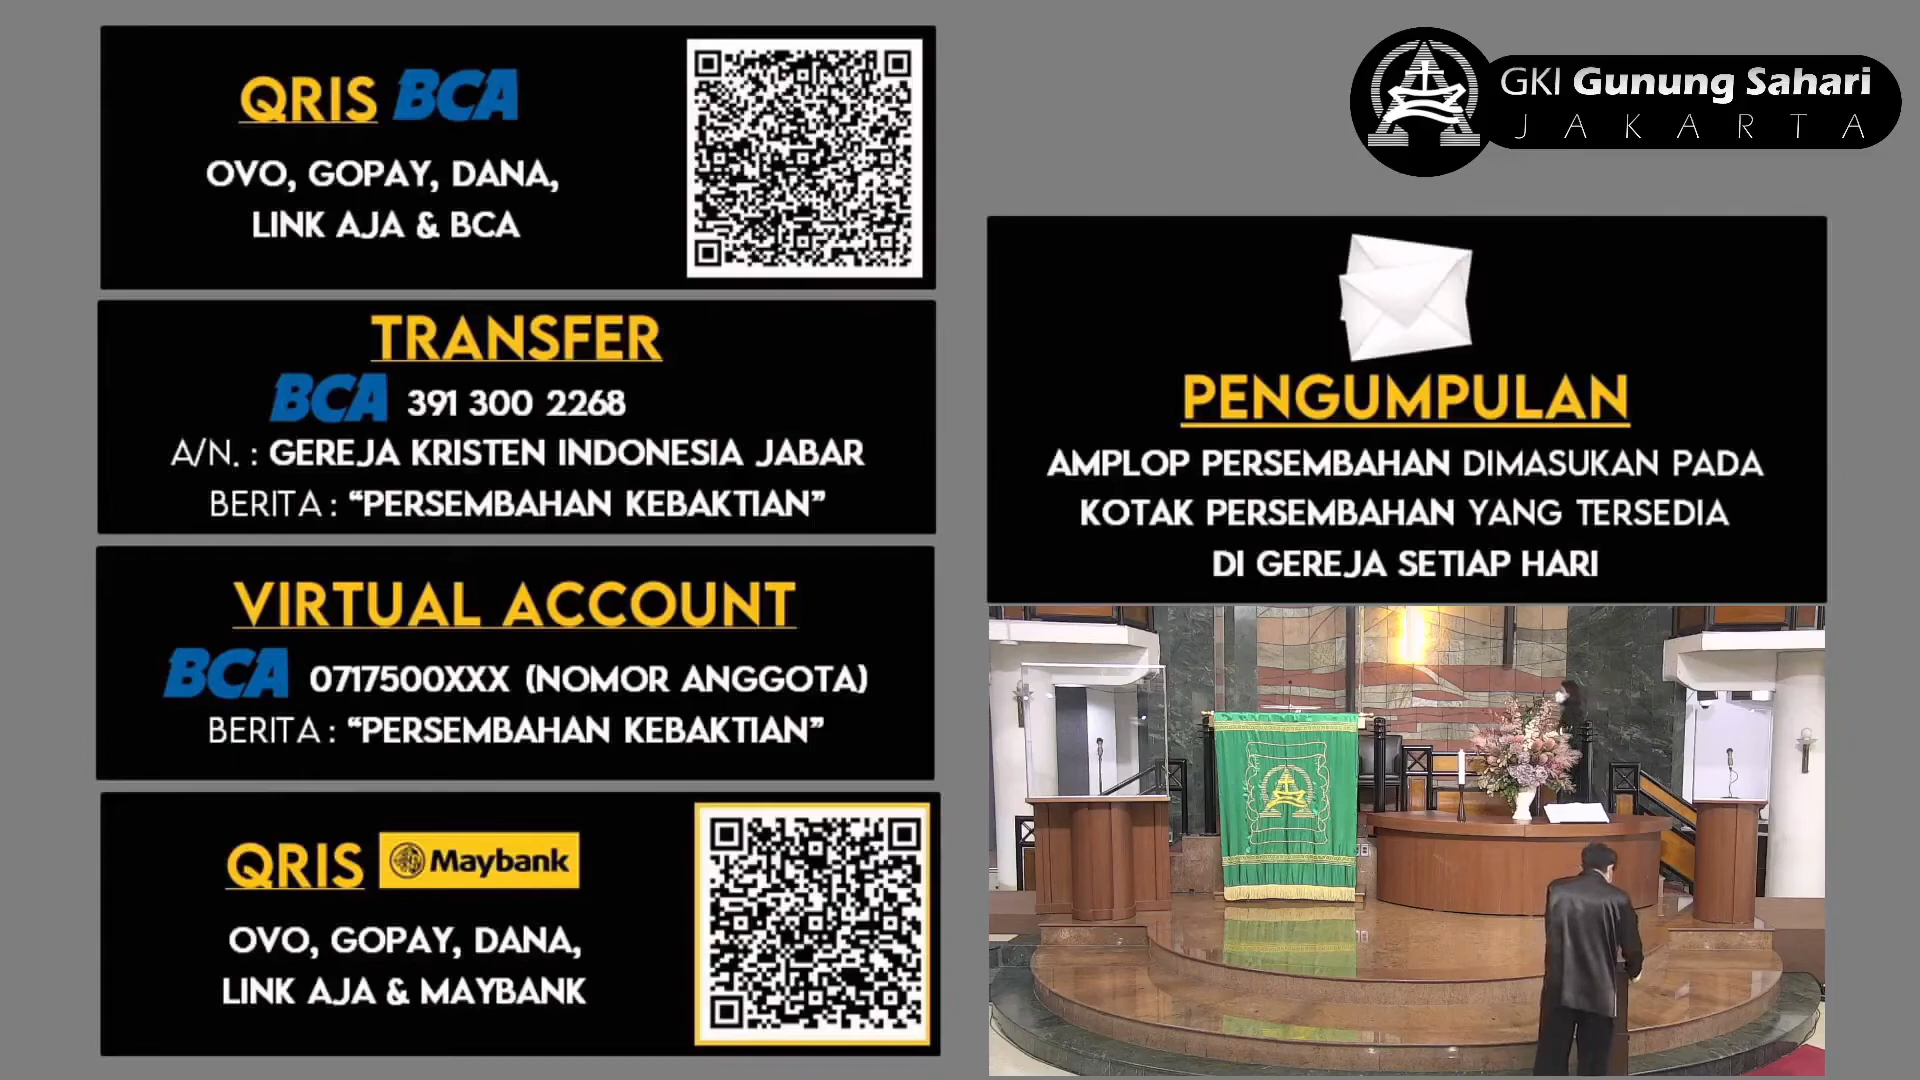 QRIS BCA
OVO, GOPAY, DANA,
LINK AJA & BCA
TRANSFER
BCA 391 300 2268
A/N. : GEREJA KRISTEN INDONESIA JABAR
BERITA : “PERSEMBAHAN KEBAKTIAN”
VIRTUAL ACCOUNT
BCA 0717500XXX (NOMOR ANGGOTA)
BERITA : “PERSEMBAHAN KEBAKTIAN”
QRIS Maybank
OVO, GOPAY, DANA,
LINK AJA & MAYBANK
GKI Gunung Sahari
JAKARTA
PENGUMPULAN
AMPLOP PERSEMBAHAN DIMASUKAN PADA
KOTAK PERSEMBAHAN YANG TERSEDIA
DI GEREJA SETIAP HARI